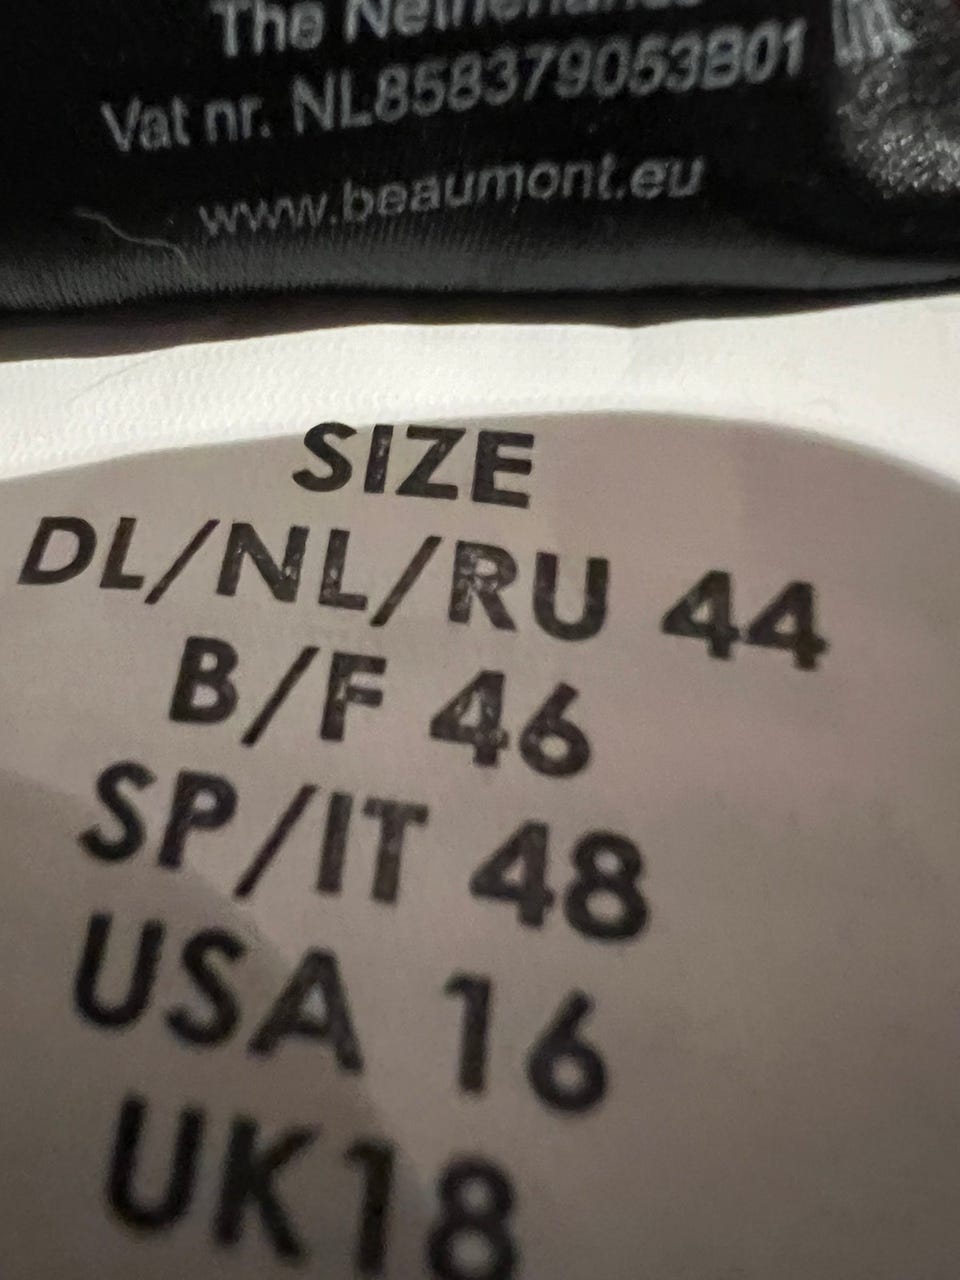 The Netherlands
Vat nr. NL858379053B01
www.beaumont.eu
SIZE
DL/NL/RU 44
B/F 46
SP/IT 48
USA 16
UK18